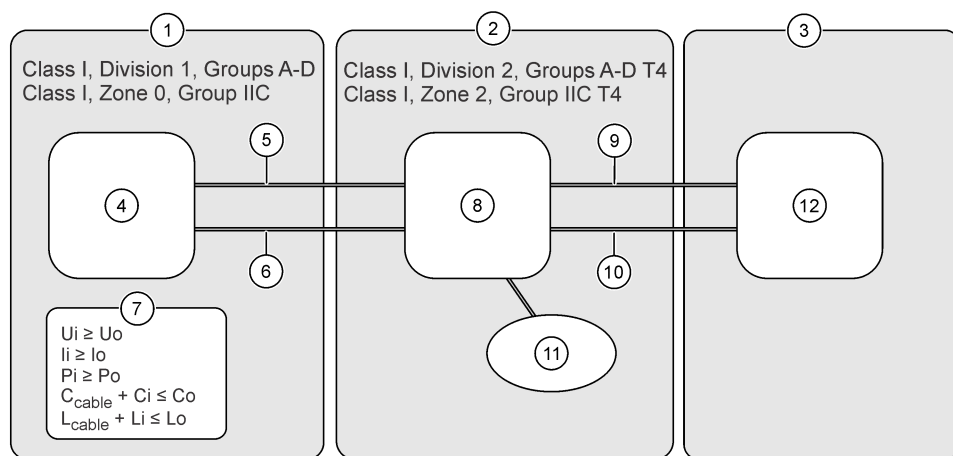 1
2
3
Class I, Division 1, Groups A-D
Class I, Zone 0, Group IIC
Class I, Division 2, Groups A-D T4
Class I, Zone 2, Group IIC T4
5
9
4
8
12
6
10
7
Ui ≥ Uo
Ii ≥ Io
Pi ≥ Po
Ccable + Ci ≤ Co
Lcable + Li ≤ Lo
11